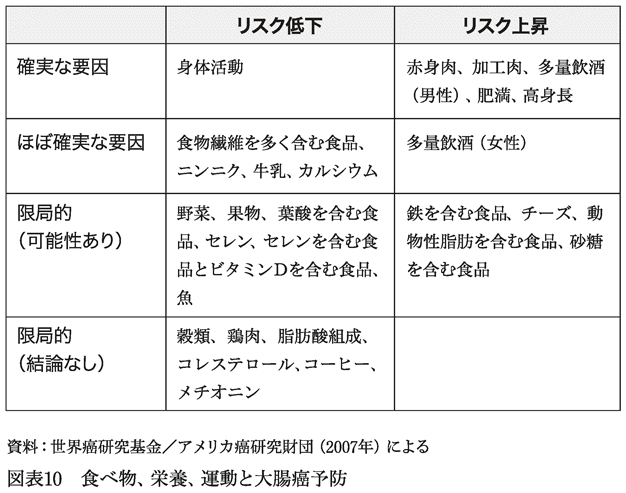 リスク低下 リスク上昇
確実な要因
身体活動
赤身肉、加工肉、多量飲酒
（男性）、肥満、高身長
ほぼ確実な要因
食物繊維を多く含む食品、
ニンニク、牛乳、カルシウム
多量飲酒（女性）
限局的
（可能性あり）
野菜、果物、葉酸を含む食
品、セレン、セレンを含む食
品とビタミンDを含む食品、
魚
鉄を含む食品、チーズ、動
物性脂肪を含む食品、砂糖
を含む食品
限局的
（結論なし）
穀類、鶏肉、脂肪酸組成、
コレステロール、コーヒー、
メチオニン
資料：世界癌研究基金／アメリカ癌研究財団（2007年）による
図表10　食べ物、栄養、運動と大腸癌予防